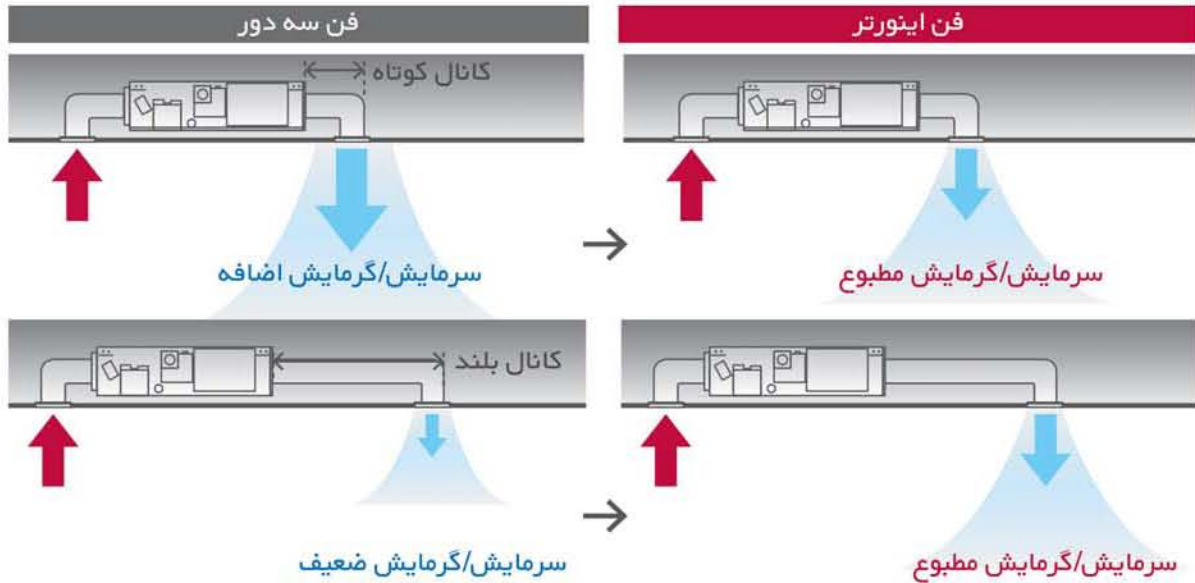 فن سه دور
فن اینورتر
کانال کوتاه
سرمایش/گرمایش اضافه
سرمایش/گرمایش مطبوع
کانال بلند
سرمایش/گرمایش ضعیف
سرمایش/گرمایش مطبوع